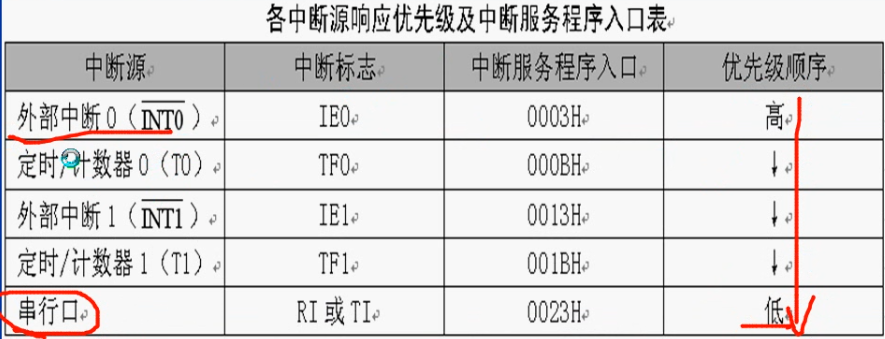 各中断源响应优先级及中断服务程序入口表
中断源 中断标志 中断服务程序入口 优先级顺序
外部中断0（INT0） IE0 0003H 高
定时/计数器0（T0） TF0 000BH ↓
外部中断1（INT1） IE1 0013H ↓
定时/计数器1（T1） TF1 001BH ↓
串行口 RI或TI 0023H 低